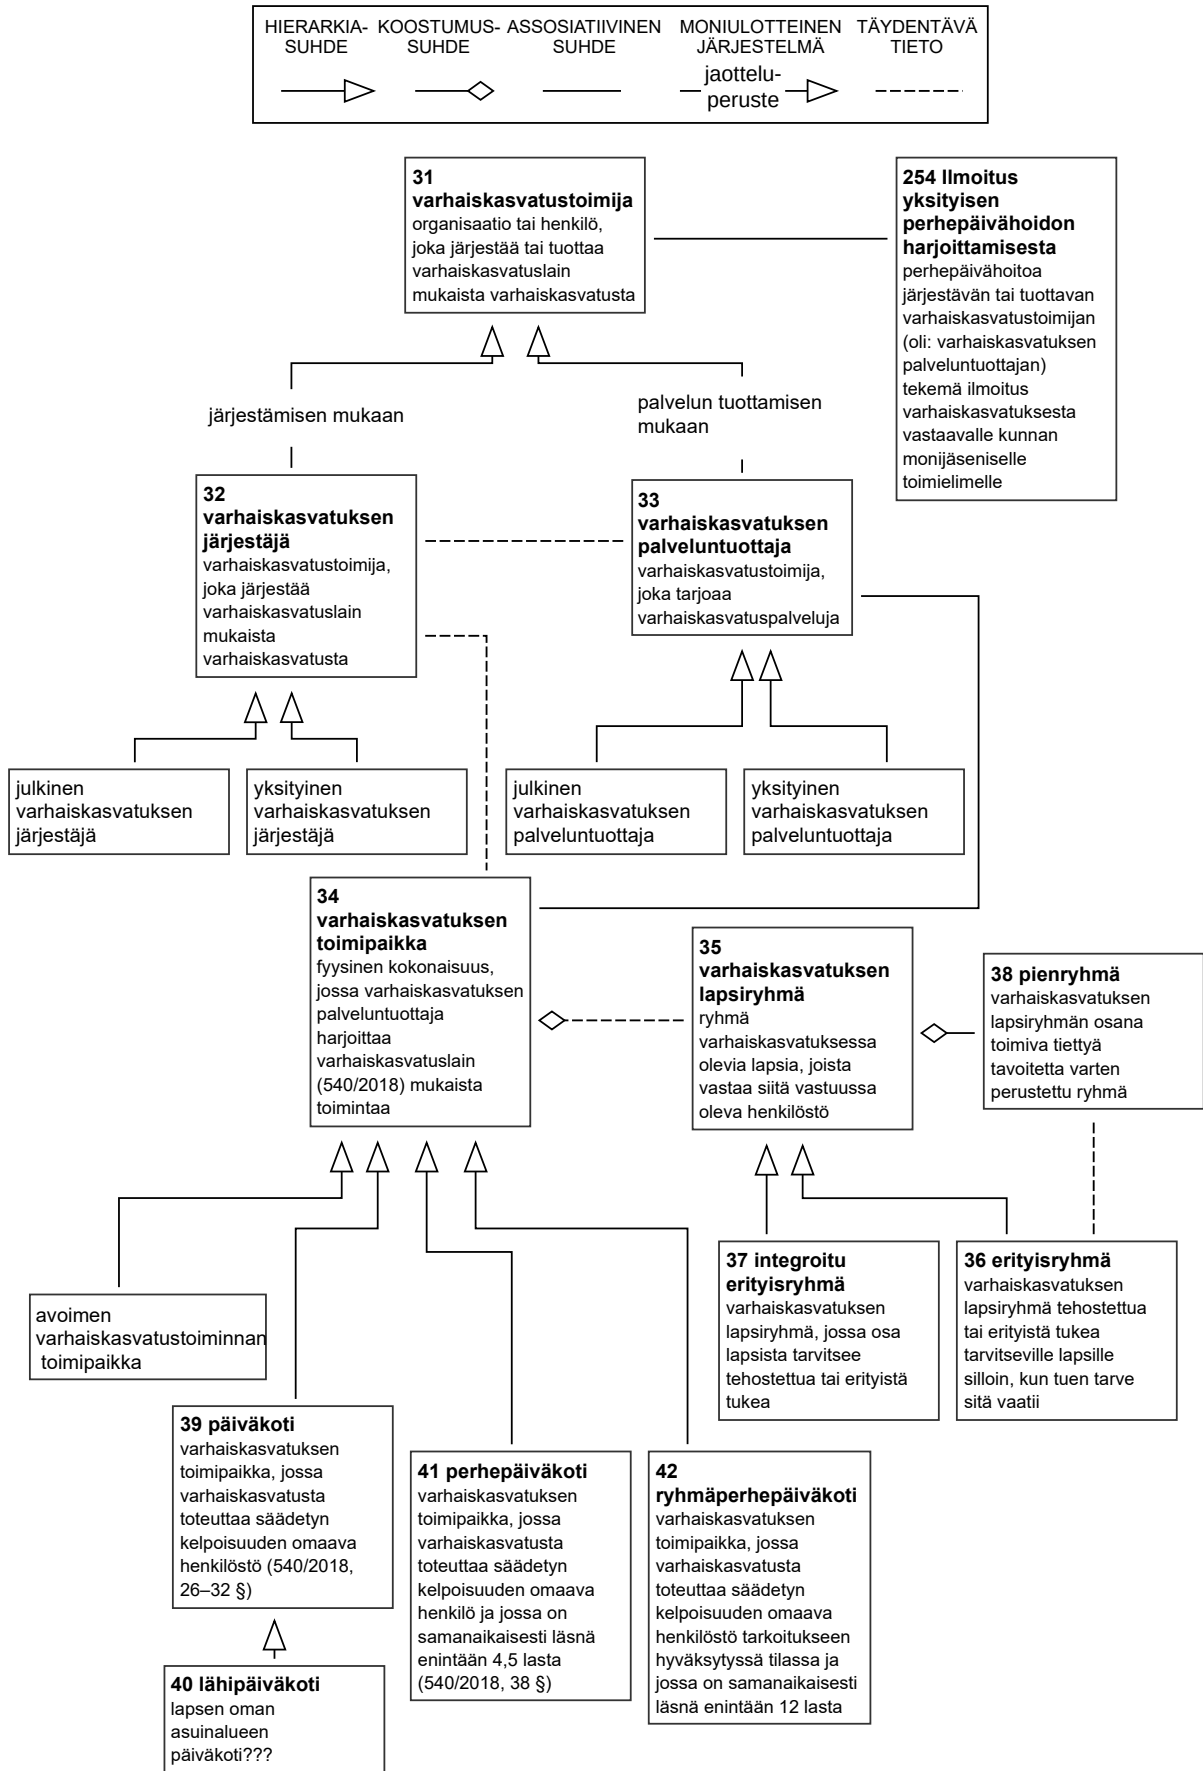 HIERARKIA-
SUHDE
KOOSTUMUS-
SUHDE
ASSOSIATIIVINEN
SUHDE
MONIULOTTEINEN
JÄRJESTELMÄ
TÄYDENTÄVÄ
TIETO
jaottelu-
peruste
31
varhaiskasvatustoimija
organisaatio tai henkilö,
joka järjestää tai tuottaa
varhaiskasvatuslain
mukaista varhaiskasvatusta
254 Ilmoitus
yksityisen
perhepäivähoidon
harjoittamisesta
perhepäivähoitoa
järjestävän tai tuottavan
varhaiskasvatustoimijan
(oli: varhaiskasvatuksen
palveluntuottajan)
tekemä ilmoitus
varhaiskasvatuksesta
vastaavalle kunnan
monijäseniselle
toimielimelle
järjestämisen mukaan
palvelun tuottamisen
mukaan
32
varhaiskasvatuksen
järjestäjä
varhaiskasvatustoimija,
joka järjestää
varhaiskasvatuslain
mukaista
varhaiskasvatusta
33
varhaiskasvatuksen
palveluntuottaja
varhaiskasvatustoimija,
joka tarjoaa
varhaiskasvatuspalveluja
julkinen
varhaiskasvatuksen
järjestäjä
yksityinen
varhaiskasvatuksen
järjestäjä
julkinen
varhaiskasvatuksen
palveluntuottaja
yksityinen
varhaiskasvatuksen
palveluntuottaja
34
varhaiskasvatuksen
toimipaikka
fyysinen kokonaisuus,
jossa varhaiskasvatuksen
palveluntuottaja
harjoittaa
varhaiskasvatuslain
(540/2018) mukaista
toimintaa
35
varhaiskasvatuksen
lapsiryhmä
ryhmä
varhaiskasvatuksessa
olevia lapsia, joista
vastaa siitä vastuussa
oleva henkilöstö
38 pienryhmä
varhaiskasvatuksen
lapsiryhmän osana
toimiva tiettyä
tavoitetta varten
perustettu ryhmä
37 integroitu
erityisryhmä
varhaiskasvatuksen
lapsiryhmä, jossa osa
lapsista tarvitsee
tehostettua tai erityistä
tukea
36 erityisryhmä
varhaiskasvatuksen
lapsiryhmä tehostettua
tai erityistä tukea
tarvitseville lapsille
silloin, kun tuen tarve
sitä vaatii
avoimen
varhaiskasvatustoiminnan
toimipaikka
39 päiväkoti
varhaiskasvatuksen
toimipaikka, jossa
varhaiskasvatusta
toteuttaa säädetyn
kelpoisuuden omaava
henkilöstö (540/2018,
26–32 §)
41 perhepäiväkoti
varhaiskasvatuksen
toimipaikka, jossa
varhaiskasvatusta
toteuttaa säädetyn
kelpoisuuden omaava
henkilö ja jossa on
samanaikaisesti läsnä
enintään 4,5 lasta
(540/2018, 38 §)
42
ryhmäperhepäiväkoti
varhaiskasvatuksen
toimipaikka, jossa
varhaiskasvatusta
toteuttaa säädetyn
kelpoisuuden omaava
henkilöstö tarkoitukseen
hyväksytyssä tilassa ja
jossa on samanaikaisesti
läsnä enintään 12 lasta
40 lähipäiväkoti
lapsen oman
asuinalueen
päiväkoti???